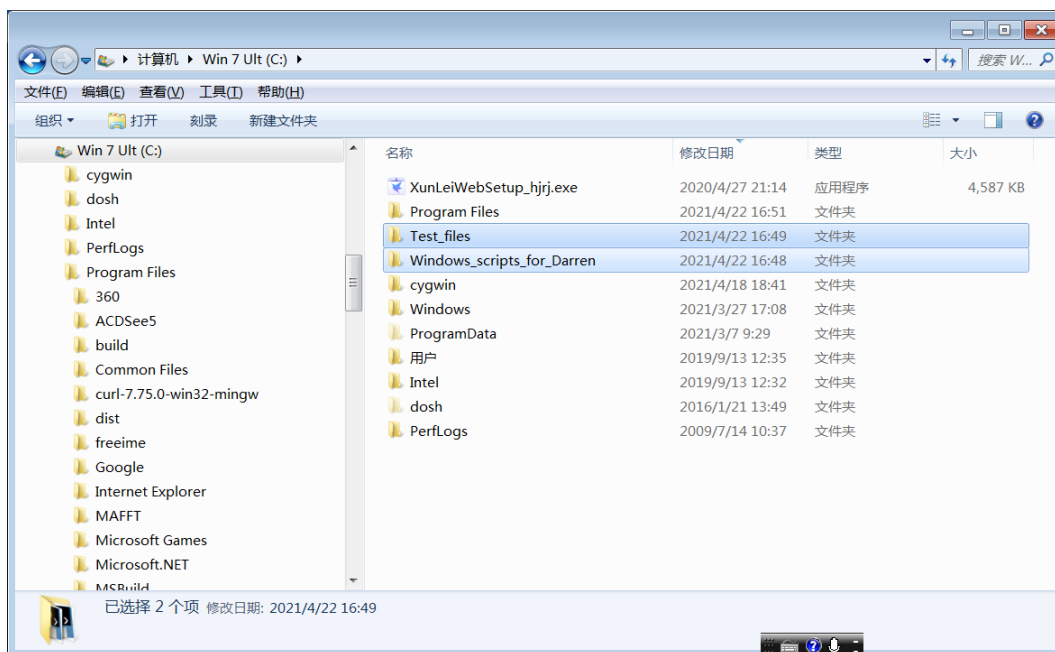 计算机 Win 7 Ult (C:) 搜索 W...
文件(F) 编辑(E) 查看(V) 工具(T) 帮助(H)
组织 打开 刻录 新建文件夹
Win 7 Ult (C:)
cygwin
dosh
Intel
PerfLogs
Program Files
360
ACDSee5
build
Common Files
curl-7.75.0-win32-mingw
dist
freeime
Google
Internet Explorer
MAFFT
Microsoft Games
Microsoft.NET
MSBuild
名称 修改日期 类型 大小
XunLeiWebSetup_hjrj.exe 2020/4/27 21:14 应用程序 4,587 KB
Program Files 2021/4/22 16:51 文件夹
Test_files 2021/4/22 16:49 文件夹
Windows_scripts_for_Darren 2021/4/22 16:48 文件夹
cygwin 2021/4/18 18:41 文件夹
Windows 2021/3/27 17:08 文件夹
ProgramData 2021/3/7 9:29 文件夹
用户 2019/9/13 12:35 文件夹
Intel 2019/9/13 12:32 文件夹
dosh 2016/1/21 13:49 文件夹
PerfLogs 2009/7/14 10:37 文件夹
已选择 2 个项 修改日期: 2021/4/22 16:49